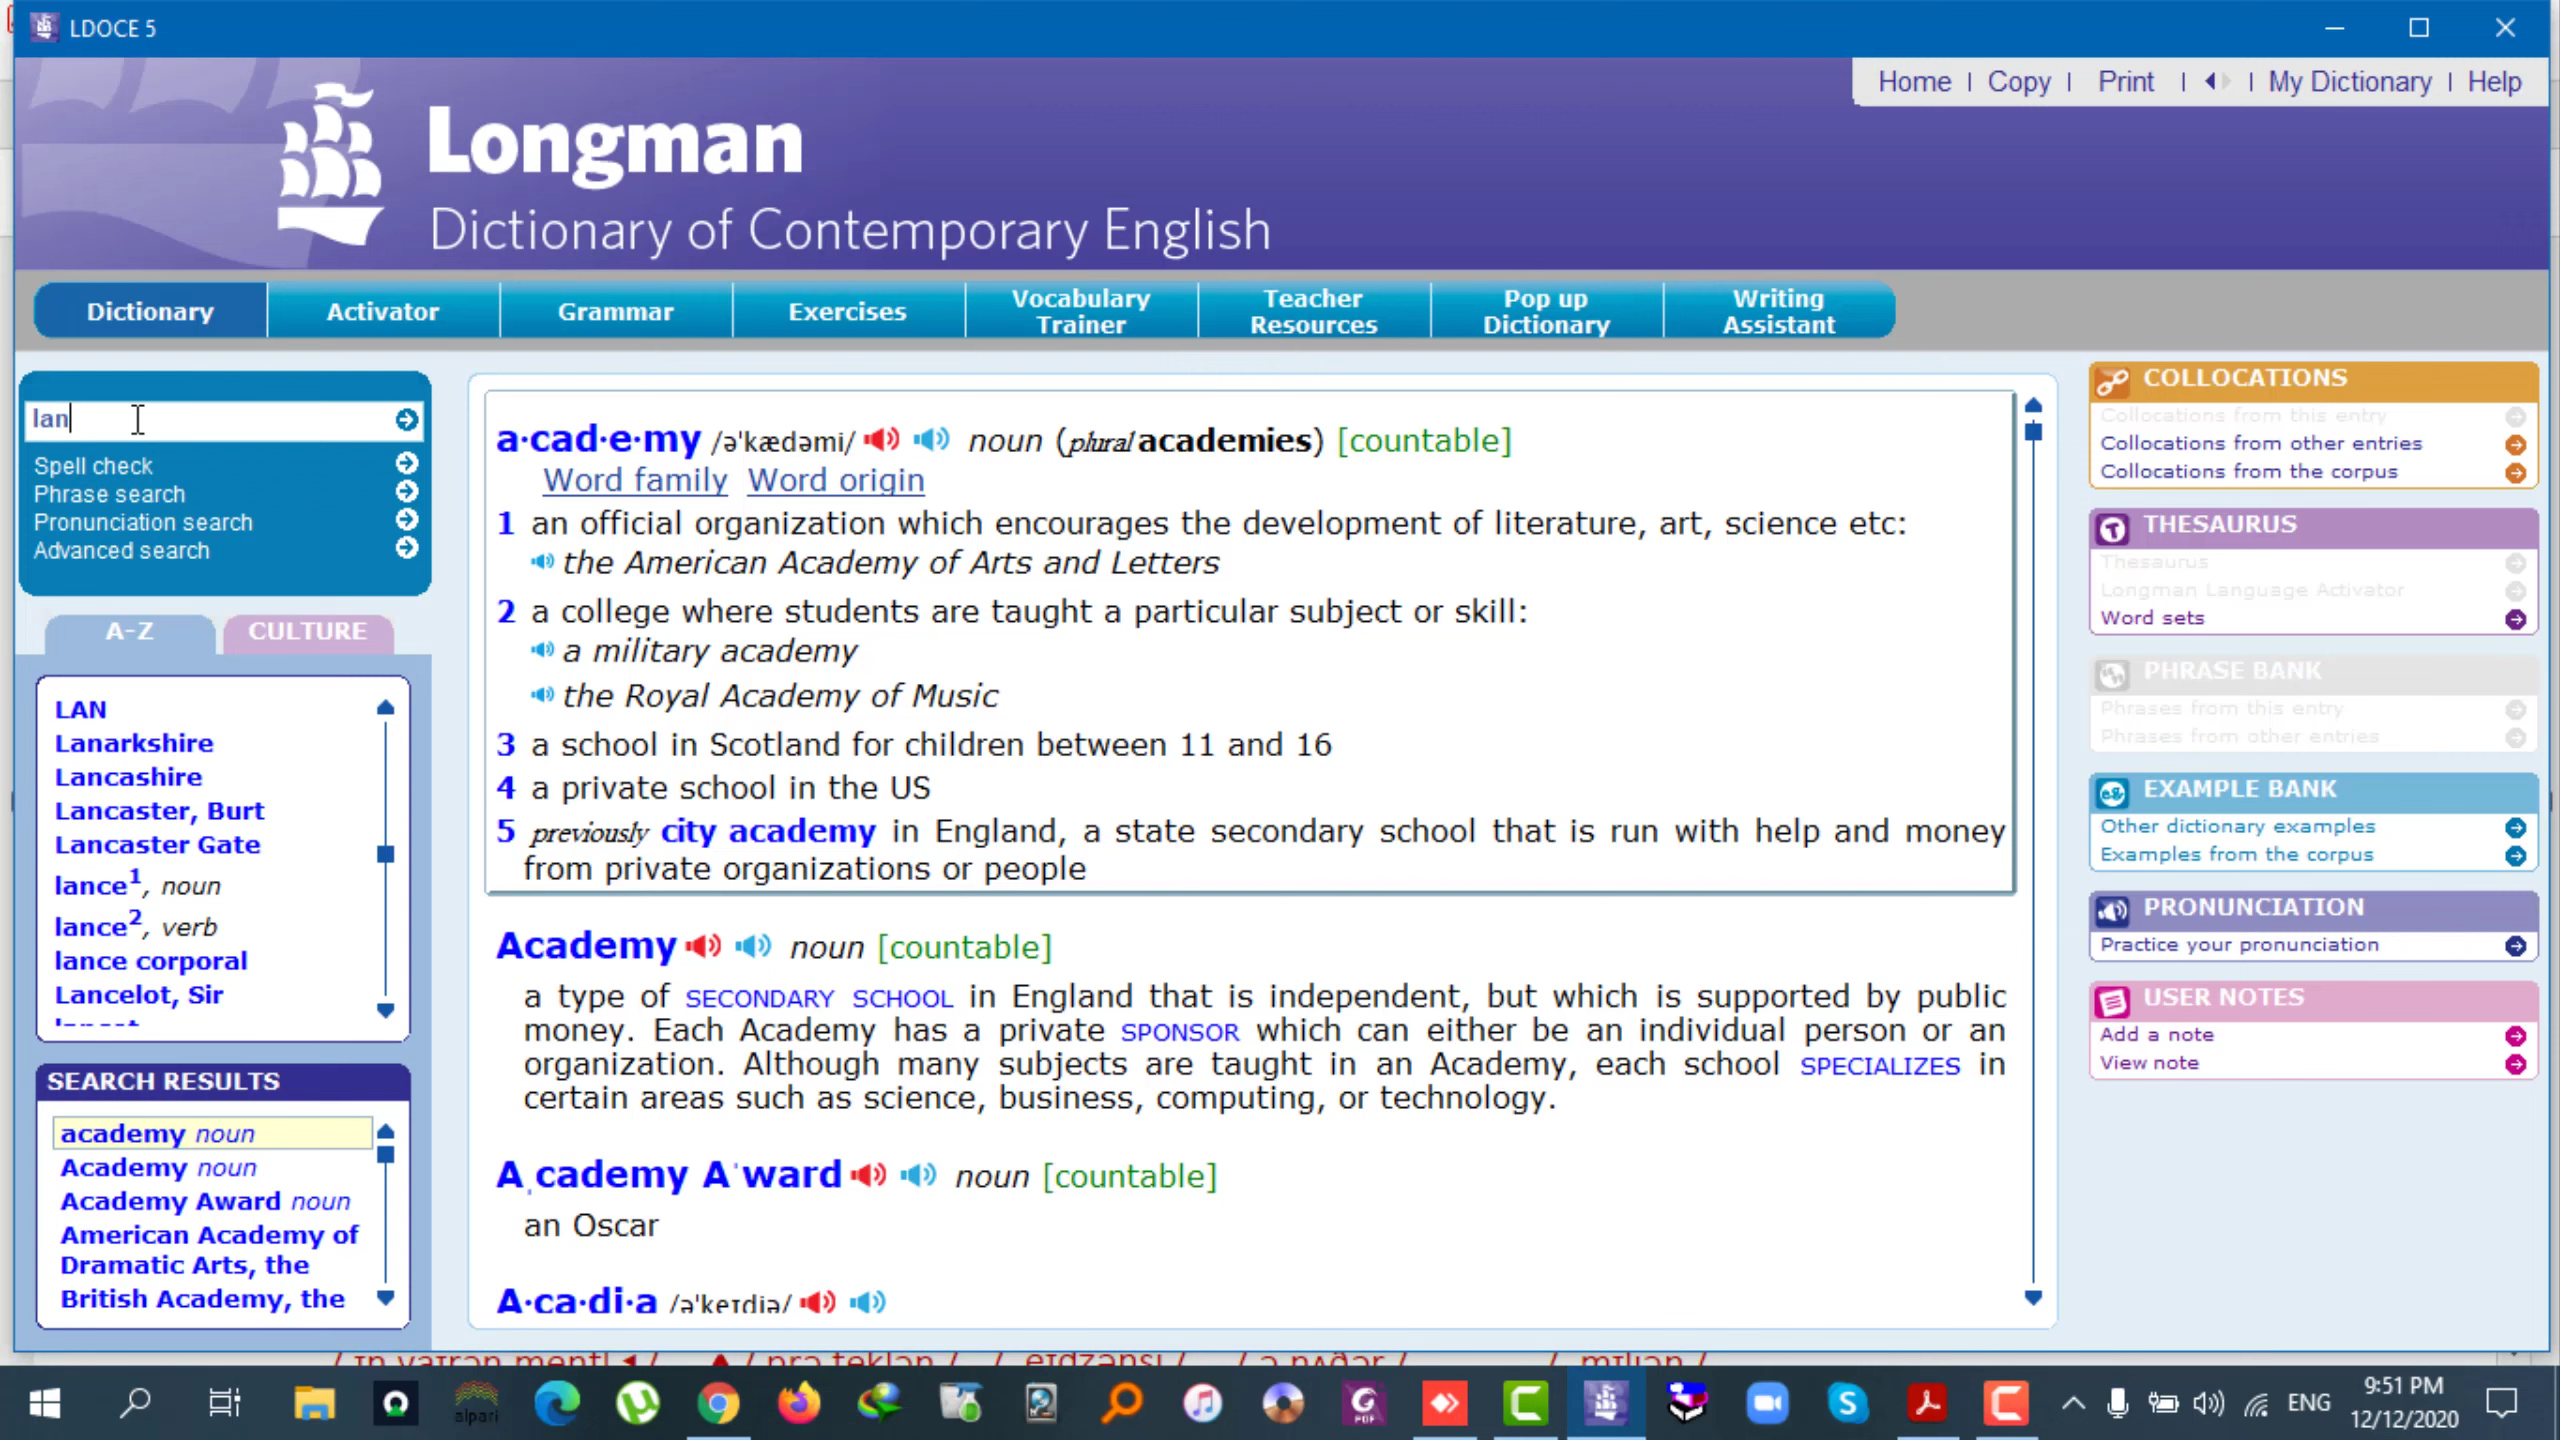 LDOCE 5
Home | Copy | Print | | My Dictionary | Help
Longman
Dictionary of Contemporary English
Dictionary
Activator
Grammar
Exercises
Vocabulary
Trainer
Teacher
Resources
Pop up
Dictionary
Writing
Assistant
lan
Spell check
Phrase search
Pronunciation search
Advanced search
A-Z
CULTURE
LAN
Lanarkshire
Lancashire
Lancaster, Burt
Lancaster Gate
lance1, noun
lance2, verb
lance corporal
Lancelot, Sir
SEARCH RESULTS
academy noun
Academy noun
Academy Award noun
American Academy of
Dramatic Arts, the
British Academy, the
a·cad·e·my /əˈkædəmi/ noun (plural academies) [countable]
Word family Word origin
1 an official organization which encourages the development of literature, art, science etc:
the American Academy of Arts and Letters
2 a college where students are taught a particular subject or skill:
a military academy
the Royal Academy of Music
3 a school in Scotland for children between 11 and 16
4 a private school in the US
5 previously city academy in England, a state secondary school that is run with help and money
from private organizations or people
Academy noun [countable]
a type of SECONDARY SCHOOL in England that is independent, but which is supported by public
money. Each Academy has a private SPONSOR which can either be an individual person or an
organization. Although many subjects are taught in an Academy, each school SPECIALIZES in
certain areas such as science, business, computing, or technology.
Aˌcademy Aˈward noun [countable]
an Oscar
A·ca·di·a /əˈkeɪdiə/
COLLOCATIONS
Collocations from this entry
Collocations from other entries
Collocations from the corpus
THESAURUS
Thesaurus
Longman Language Activator
Word sets
PHRASE BANK
Phrases from this entry
Phrases from other entries
EXAMPLE BANK
Other dictionary examples
Examples from the corpus
PRONUNCIATION
Practice your pronunciation
USER NOTES
Add a note
View note
alpari
ENG
9:51 PM
12/12/2020